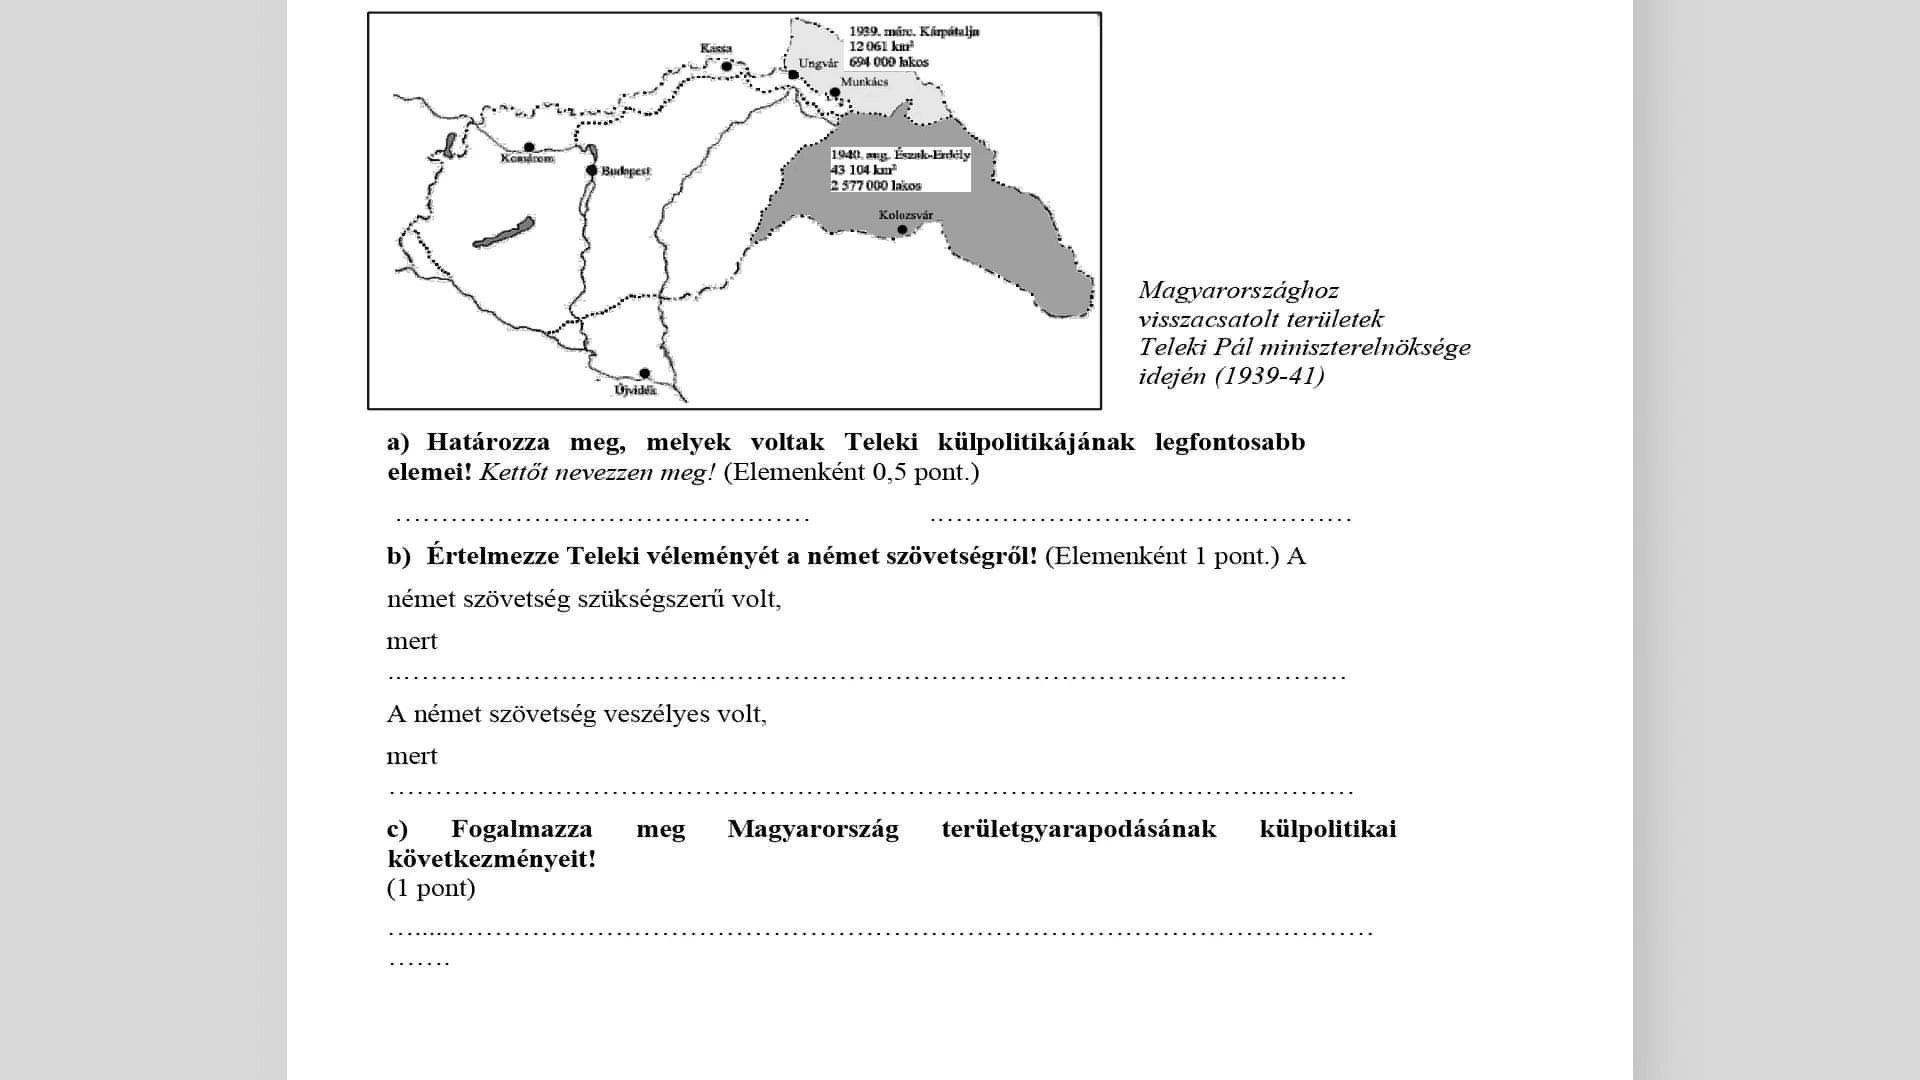 1939. márc. Kárpátalja
12 061 km²
694 000 lakos
Kassa
Ungvár
Munkács
Komárom
Budapest
1940. aug. Észak-Erdély
43 104 km²
2 577 000 lakos
Kolozsvár
Újvidék
Magyarországhoz
visszacsatolt területek
Teleki Pál miniszterelnöksége
idején (1939-41)
a) Határozza meg, melyek voltak Teleki külpolitikájának legfontosabb
elemei! Kettőt nevezzen meg! (Elemenként 0,5 pont.)
……………………………………… ………………………………………
b) Értelmezze Teleki véleményét a német szövetségről! (Elemenként 1 pont.) A
német szövetség szükségszerű volt,
mert
…………………………………………………………………………………………
A német szövetség veszélyes volt,
mert
…………………………………………………………………………………...………
c) Fogalmazza meg Magyarország területgyarapodásának külpolitikai
következményeit!
(1 pont)
…......………………………………………………………………………………………
…….